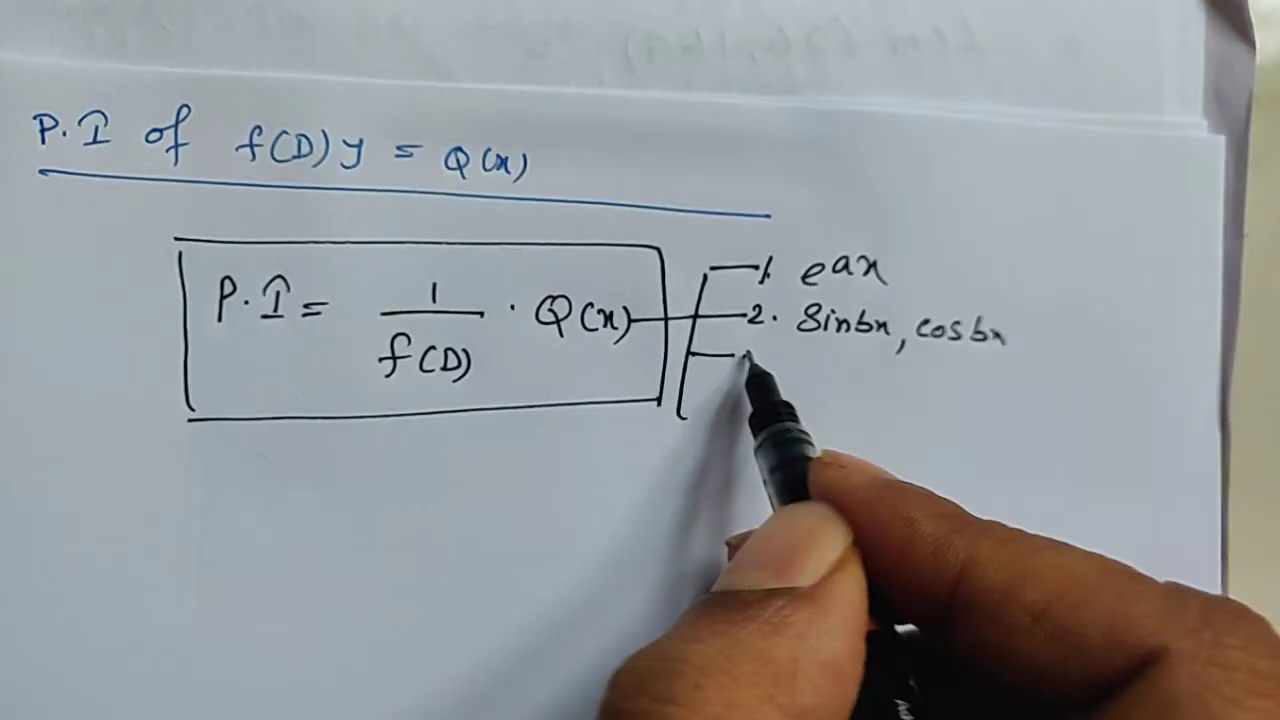 P.I of f(D)y = Q(x)
1. e^ax
P.I = 1/f(D) · Q(x)
2. Sinbx, cosbx